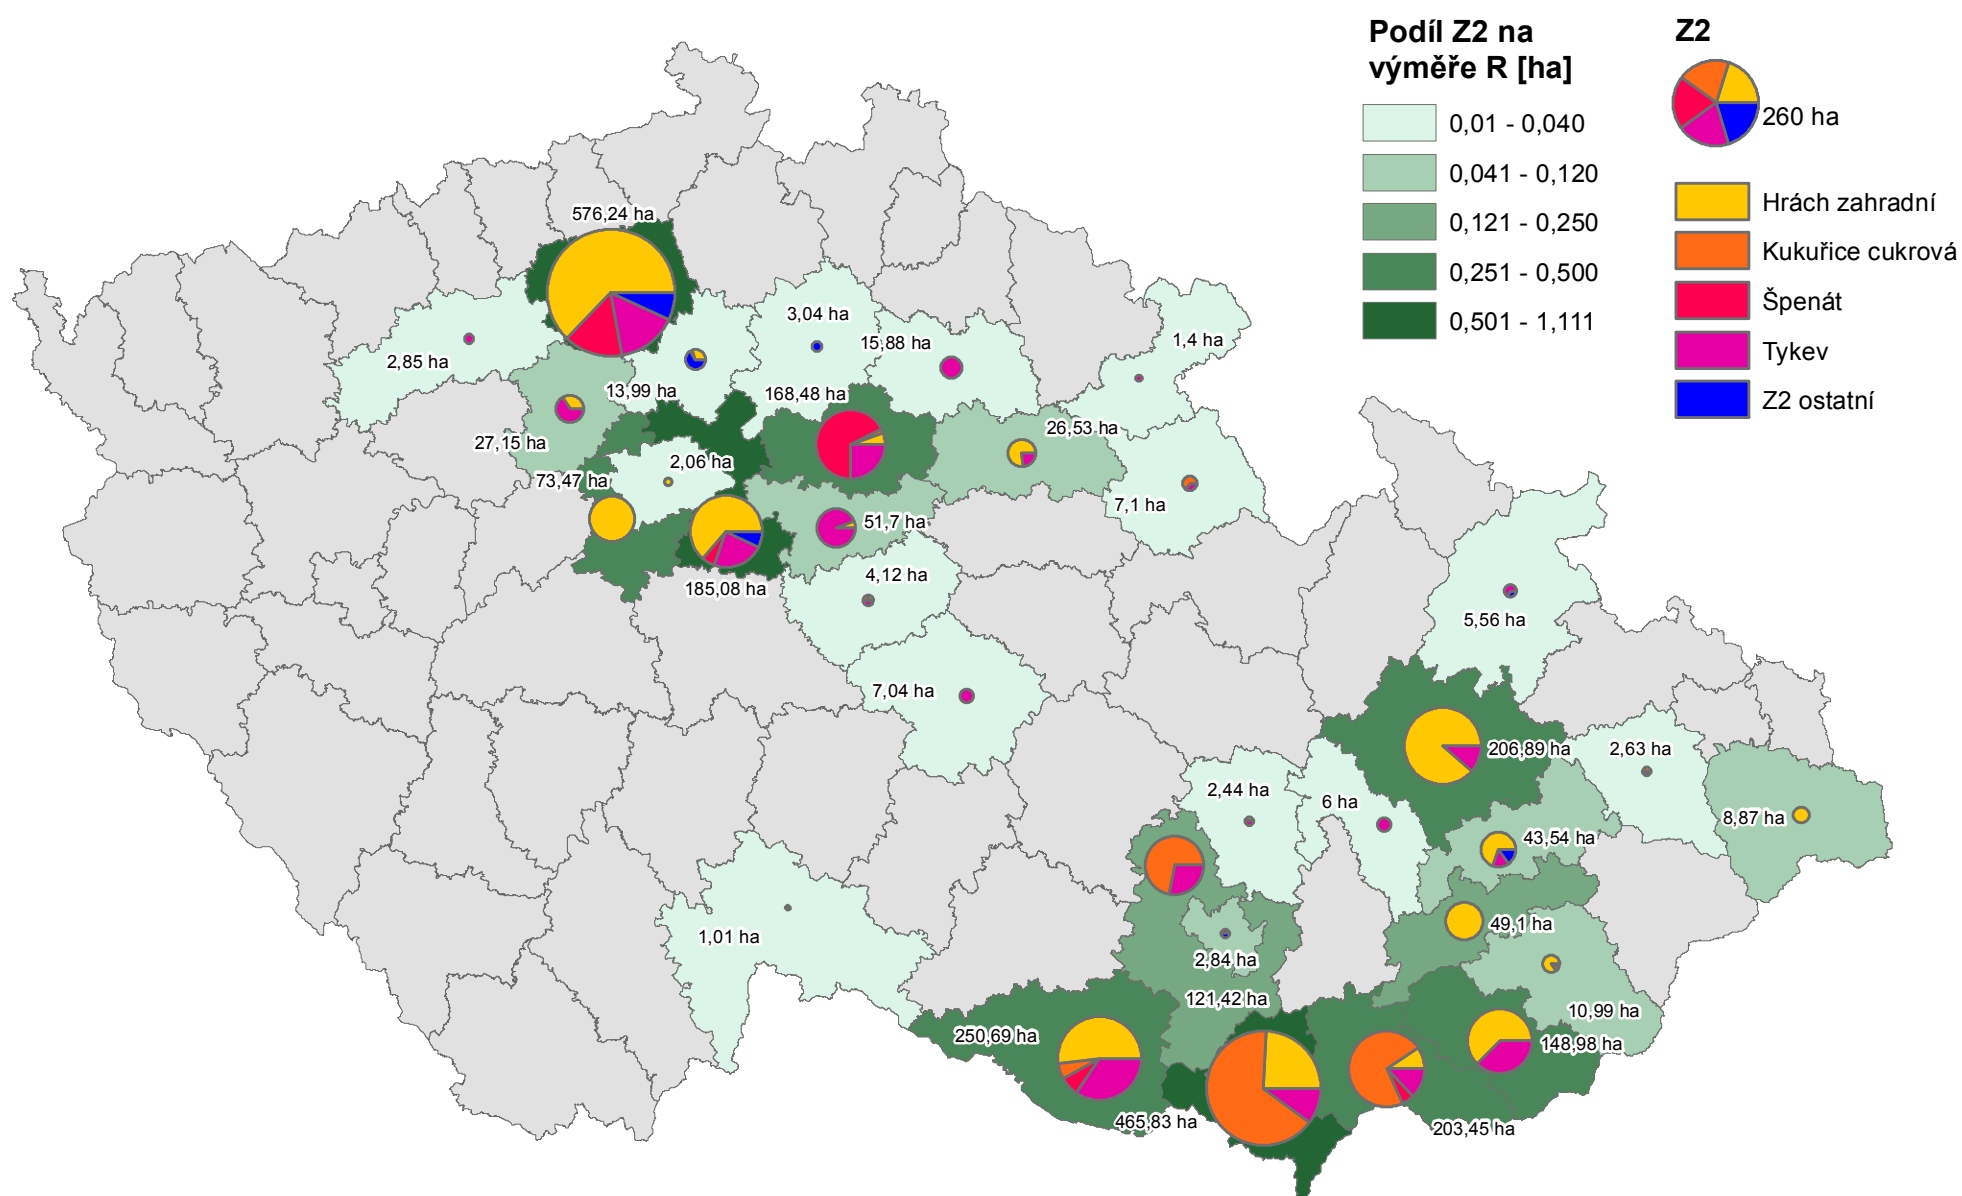 Podíl Z2 na
výměře R [ha]
0,01 - 0,040
0,041 - 0,120
0,121 - 0,250
0,251 - 0,500
0,501 - 1,111
Z2
260 ha
Hrách zahradní
Kukuřice cukrová
Špenát
Tykev
Z2 ostatní
576,24 ha
3,04 ha
15,88 ha
1,4 ha
2,85 ha
13,99 ha
168,48 ha
27,15 ha
26,53 ha
2,06 ha
73,47 ha
7,1 ha
51,7 ha
4,12 ha
185,08 ha
5,56 ha
7,04 ha
206,89 ha
2,63 ha
2,44 ha
6 ha
8,87 ha
43,54 ha
49,1 ha
1,01 ha
2,84 ha
121,42 ha
10,99 ha
250,69 ha
148,98 ha
465,83 ha
203,45 ha